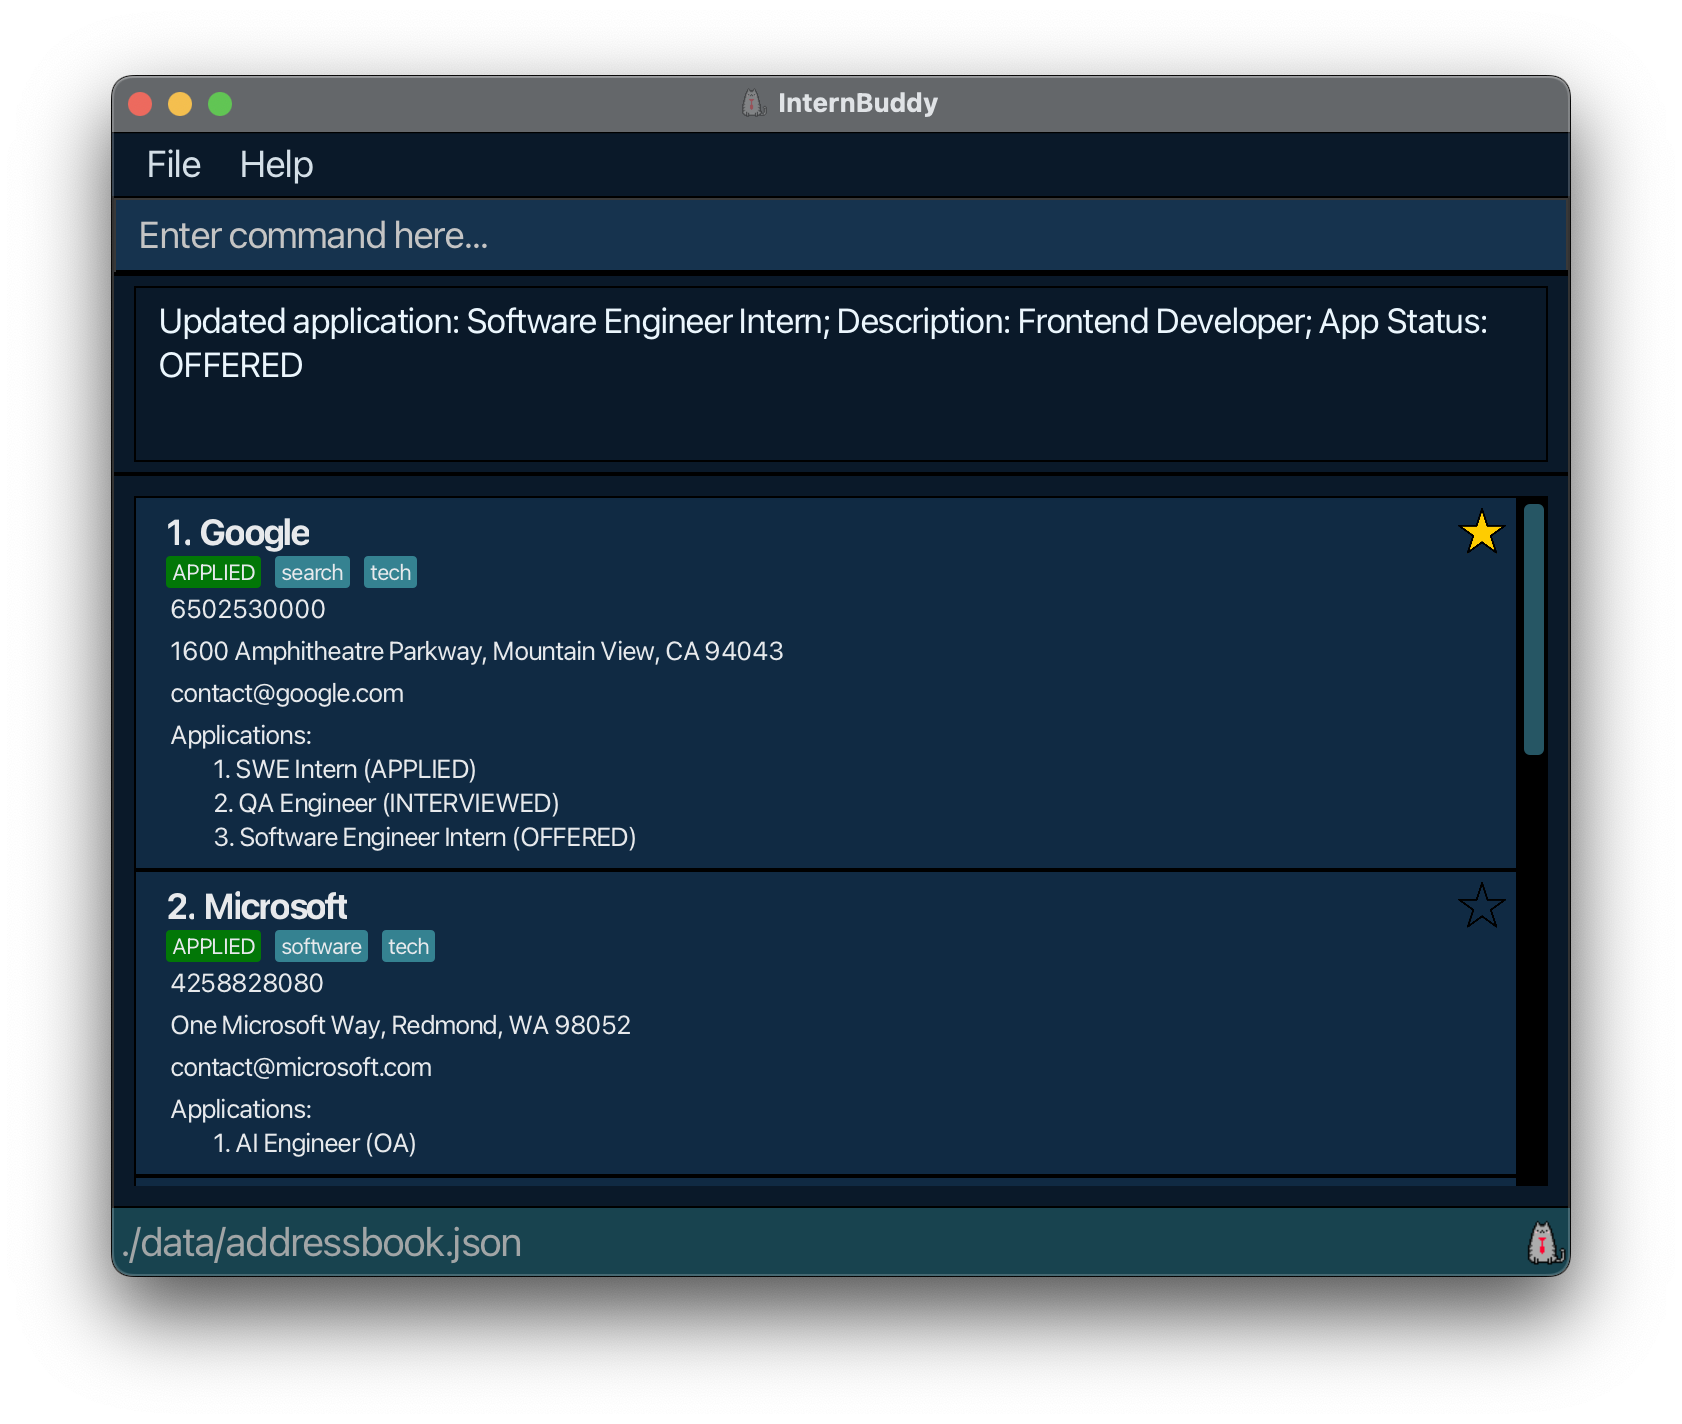 InternBuddy
File Help
Enter command here...
Updated application: Software Engineer Intern; Description: Frontend Developer; App Status:
OFFERED
1. Google
APPLIED search tech
6502530000
1600 Amphitheatre Parkway, Mountain View, CA 94043
contact@google.com
Applications:
1. SWE Intern (APPLIED)
2. QA Engineer (INTERVIEWED)
3. Software Engineer Intern (OFFERED)
2. Microsoft
APPLIED software tech
4258828080
One Microsoft Way, Redmond, WA 98052
contact@microsoft.com
Applications:
1. AI Engineer (OA)
./data/addressbook.json